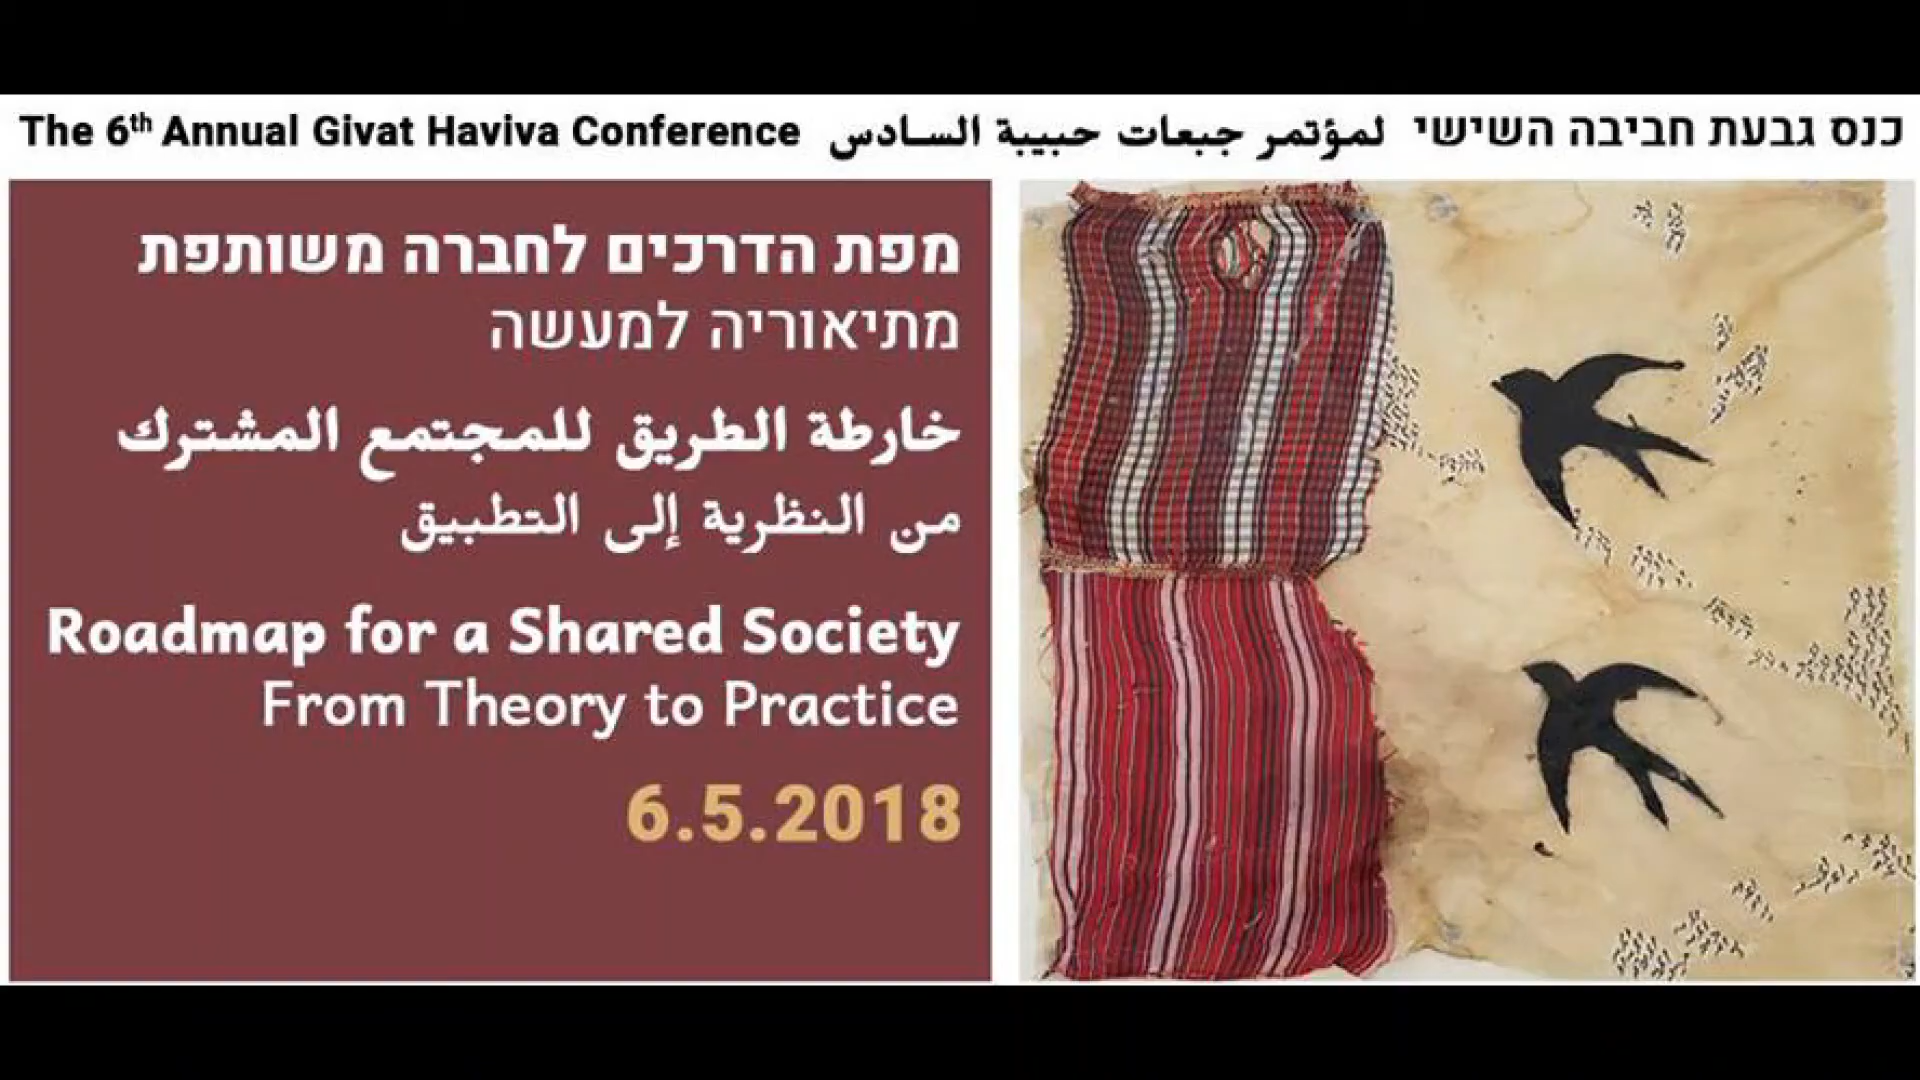 The 6th Annual Givat Haviva Conference لمؤتمر جبعات حبيبة السادس כנס גבעת חביבה השישי
מפת הדרכים לחברה משותפת
מתיאוריה למעשה
خارطة الطريق للمجتمع المشترك
من النظرية إلى التطبيق
Roadmap for a Shared Society
From Theory to Practice
6.5.2018